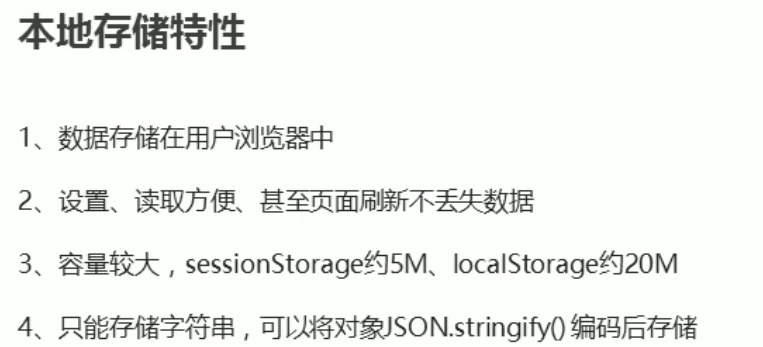 本地存储特性
1、数据存储在用户浏览器中
2、设置、读取方便、甚至页面刷新不丢失数据
3、容量较大，sessionStorage约5M、localStorage约20M
4、只能存储字符串，可以将对象JSON.stringify() 编码后存储